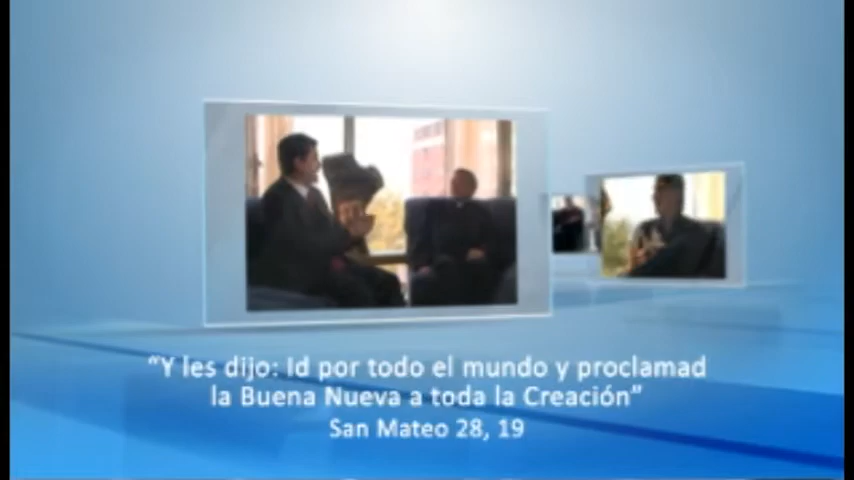 “Y les dijo: Id por todo el mundo y proclamad
la Buena Nueva a toda la Creación”
San Mateo 28, 19